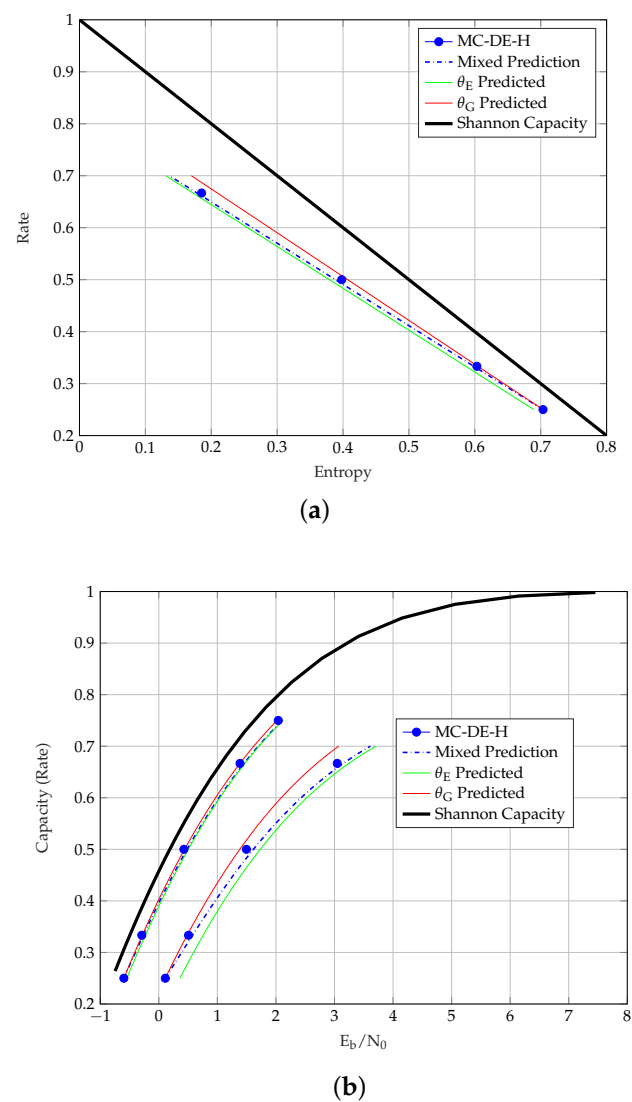 1
0.9
0.8
0.7
0.6
0.5
0.4
0.3
0.2
Rate
MC-DE-H
Mixed Prediction
θE Predicted
θG Predicted
Shannon Capacity
0 0.1 0.2 0.3 0.4 0.5 0.6 0.7 0.8
Entropy
(a)
1
0.9
0.8
0.7
0.6
0.5
0.4
0.3
0.2
Capacity (Rate)
MC-DE-H
Mixed Prediction
θE Predicted
θG Predicted
Shannon Capacity
−1 0 1 2 3 4 5 6 7 8
Eb/N0
(b)